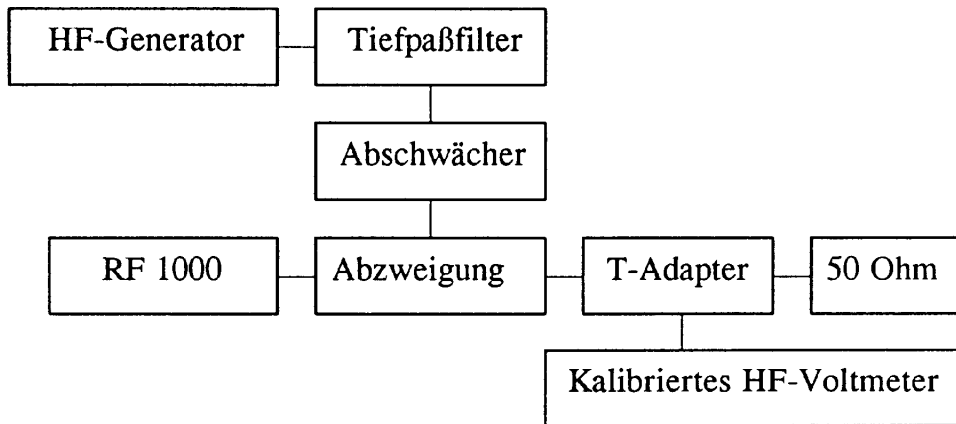 HF-Generator
Tiefpaßfilter
Abschwächer
RF 1000
Abzweigung
T-Adapter
50 Ohm
Kalibriertes HF-Voltmeter